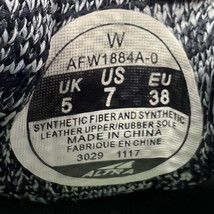 W
AFW1884A-0
UK US EU
5 7 38
SYNTHETIC FIBER AND SYNTHETIC
LEATHER UPPER/RUBBER SOLE
MADE IN CHINA
FABRIQUE EN CHINE
3029 1117
ALTRA